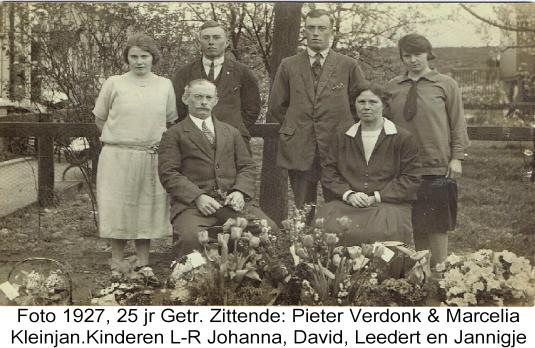 Foto 1927, 25 jr Getr. Zittende: Pieter Verdonk & Marcelia
Kleinjan.Kinderen L-R Johanna, David, Leedert en Jannigje